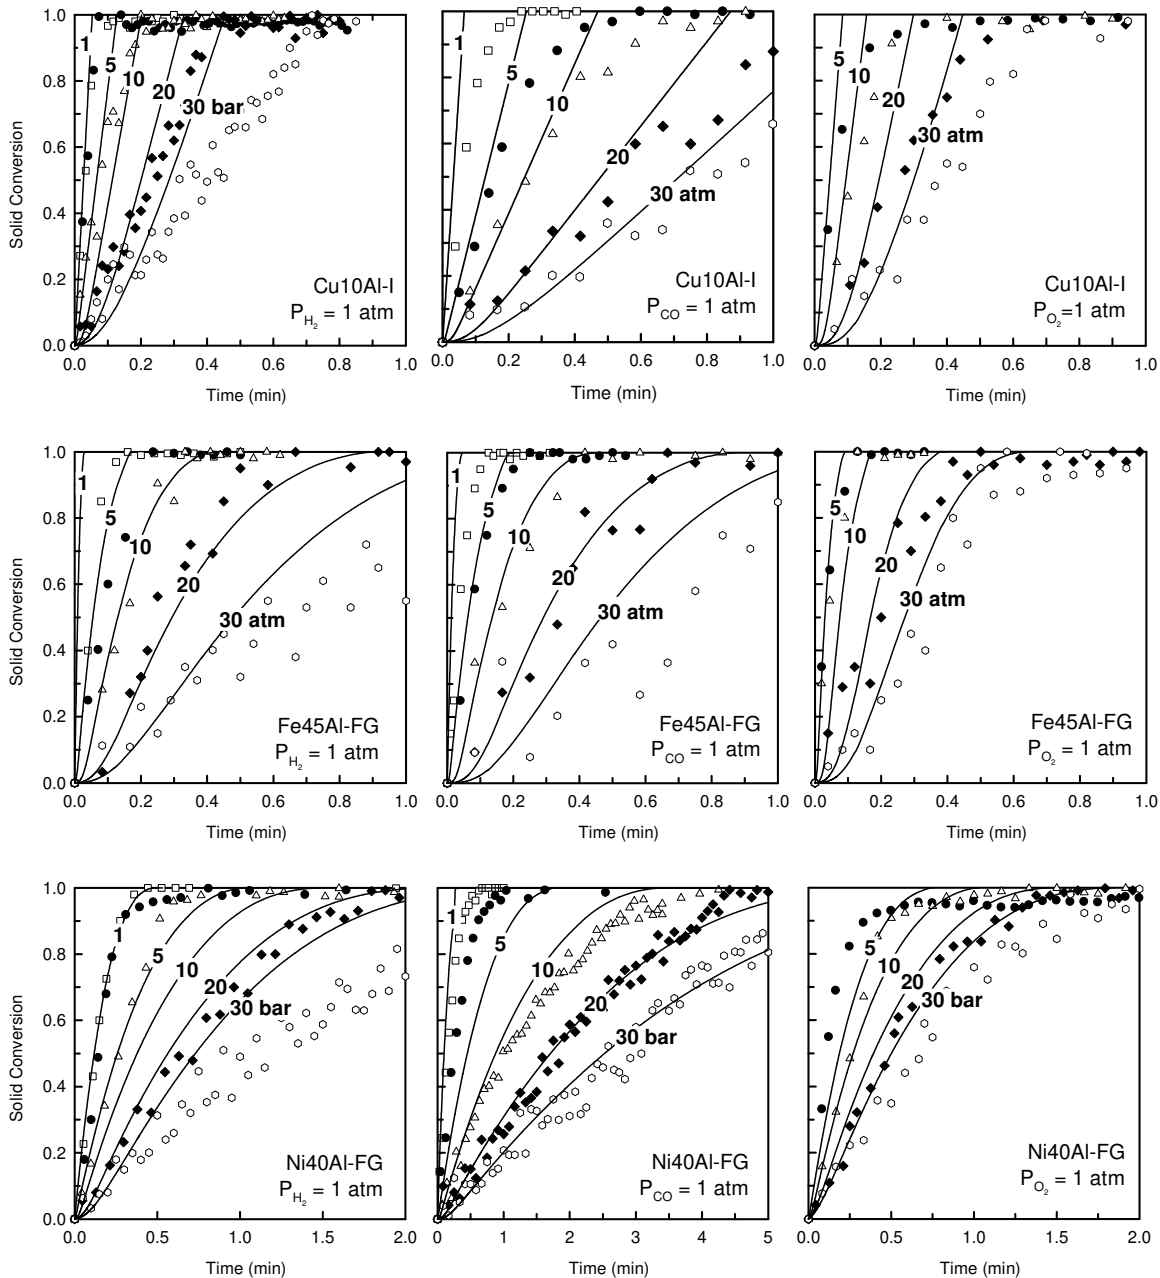 Solid Conversion
1.0
0.8
0.6
0.4
0.2
0.0
1
5
10
20
30 bar
Cu10Al-I
P_H2 = 1 atm
0.0 0.2 0.4 0.6 0.8 1.0
Time (min)
1
5
10
20
30 atm
Cu10Al-I
P_CO = 1 atm
0.0 0.2 0.4 0.6 0.8 1.0
Time (min)
5
10
20
30 atm
Cu10Al-I
P_O2=1 atm
0.0 0.2 0.4 0.6 0.8 1.0
Time (min)
Solid Conversion
1.0
0.8
0.6
0.4
0.2
0.0
1
5
10
20
30 atm
Fe45Al-FG
P_H2 = 1 atm
0.0 0.2 0.4 0.6 0.8 1.0
Time (min)
1
5
10
20
30 atm
Fe45Al-FG
P_CO = 1 atm
0.0 0.2 0.4 0.6 0.8 1.0
Time (min)
5
10
20
30 atm
Fe45Al-FG
P_O2 = 1 atm
0.0 0.2 0.4 0.6 0.8 1.0
Time (min)
Solid Conversion
1.0
0.8
0.6
0.4
0.2
0.0
1
5
10
20
30 bar
Ni40Al-FG
P_H2 = 1 atm
0.0 0.5 1.0 1.5 2.0
Time (min)
1
5
10
20
30 bar
Ni40Al-FG
P_CO = 1 atm
0 1 2 3 4 5
Time (min)
5
10
20
30 bar
Ni40Al-FG
P_O2 = 1 atm
0.0 0.5 1.0 1.5 2.0
Time (min)